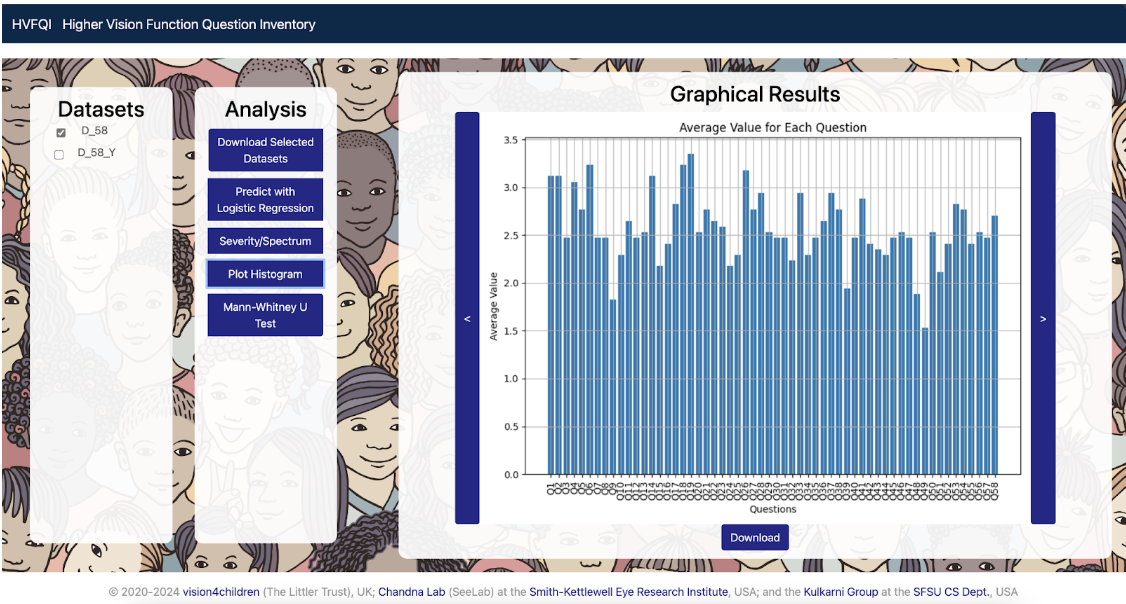 HVFQI Higher Vision Function Question Inventory
Datasets
D_58
D_58_Y
Analysis
Download Selected
Datasets
Predict with
Logistic Regression
Severity/Spectrum
Plot Histogram
Mann-Whitney U
Test
Graphical Results
<
Average Value for Each Question
Average Value
3.5
3.0
2.5
2.0
1.5
1.0
0.5
0.0
Q1 Q2 Q3 Q4 Q5 Q6 Q7 Q8 Q9 Q10 Q11 Q12 Q13 Q14 Q15 Q16 Q17 Q18 Q19 Q20 Q21 Q22 Q23 Q24 Q25 Q26 Q27 Q28 Q29 Q30 Q31 Q32 Q33 Q34 Q35 Q36 Q37 Q38 Q39 Q40 Q41 Q42 Q43 Q44 Q45 Q46 Q47 Q48 Q49 Q50 Q51 Q52 Q53 Q54 Q55 Q56 Q57 Q58
Questions
>
Download
© 2020-2024 vision4children (The Littler Trust), UK; Chandna Lab (SeeLab) at the Smith-Kettlewell Eye Research Institute, USA; and the Kulkarni Group at the SFSU CS Dept., USA